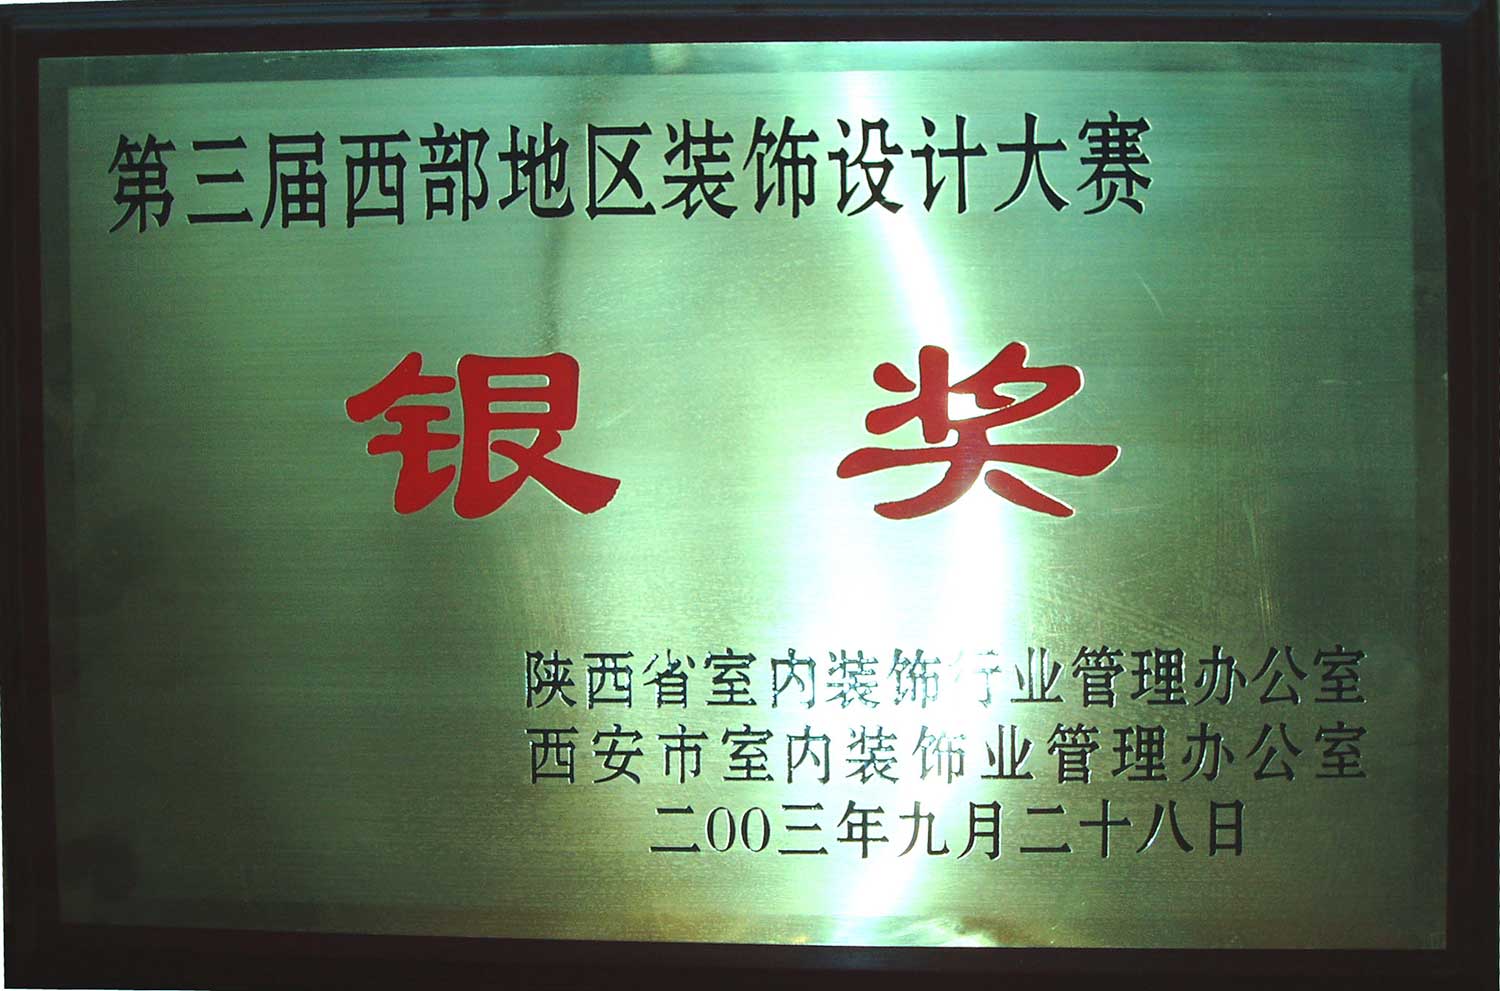 第三届西部地区装饰设计大赛
银 奖
陕西省室内装饰行业管理办公室
西安市室内装饰业管理办公室
二00三年九月二十八日